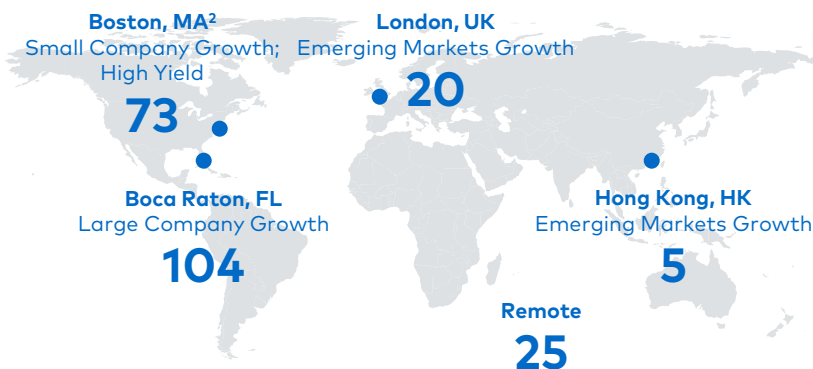 Boston, MA²
Small Company Growth;
High Yield
73
London, UK
Emerging Markets Growth
20
Boca Raton, FL
Large Company Growth
104
Hong Kong, HK
Emerging Markets Growth
5
Remote
25